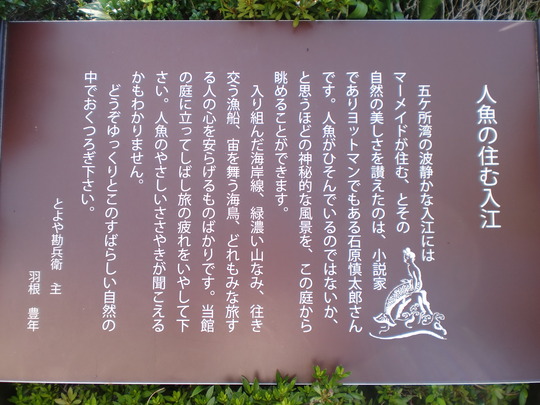 人魚の住む入江
五ケ所湾の波静かな入江には
マーメイドが住む、とその
自然の美しさを讃えたのは、小説家
でありヨットマンでもある石原慎太郎さん
です。人魚がひそんでいるのではないか、
と思うほどの神秘的な風景を、この庭から
眺めることができます。
入り組んだ海岸線、緑濃い山なみ、往き
交う漁船、宙を舞う海鳥、どれもみな旅す
る人の心を安らげるものばかりです。当館
の庭に立ってしばし旅の疲れをいやして下
さい。人魚のやさしいささやきが聞こえる
かもわかりません。
どうぞゆっくりとこのすばらしい自然の
中でおくつろぎ下さい。
とよや勘兵衛　主
羽根　豊年